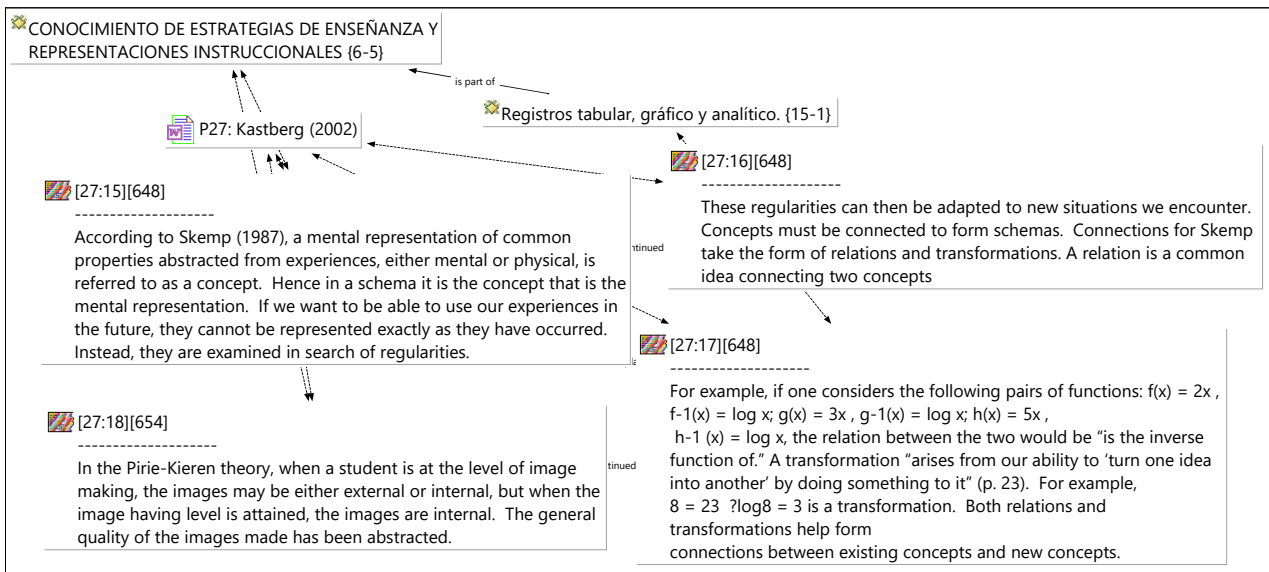 CONOCIMIENTO DE ESTRATEGIAS DE ENSEÑANZA Y
REPRESENTACIONES INSTRUCCIONALES {6-5}
is part of
Registros tabular, gráfico y analítico. {15-1}
P27: Kastberg (2002)
[27:15][648]
--------------------
According to Skemp (1987), a mental representation of common
properties abstracted from experiences, either mental or physical, is
referred to as a concept.  Hence in a schema it is the concept that is the
mental representation.  If we want to be able to use our experiences in
the future, they cannot be represented exactly as they have occurred.
Instead, they are examined in search of regularities.
[27:16][648]
--------------------
These regularities can then be adapted to new situations we encounter.
Concepts must be connected to form schemas.  Connections for Skemp
take the form of relations and transformations. A relation is a common
idea connecting two concepts
[27:17][648]
--------------------
For example, if one considers the following pairs of functions: f(x) = 2x ,
f-1(x) = log x; g(x) = 3x , g-1(x) = log x; h(x) = 5x ,
h-1 (x) = log x, the relation between the two would be “is the inverse
function of.” A transformation “arises from our ability to ‘turn one idea
into another’ by doing something to it” (p. 23).  For example,
8 = 23  ?log8 = 3 is a transformation.  Both relations and
transformations help form
connections between existing concepts and new concepts.
[27:18][654]
--------------------
In the Pirie-Kieren theory, when a student is at the level of image
making, the images may be either external or internal, but when the
image having level is attained, the images are internal.  The general
quality of the images made has been abstracted.
ntinued
tinued